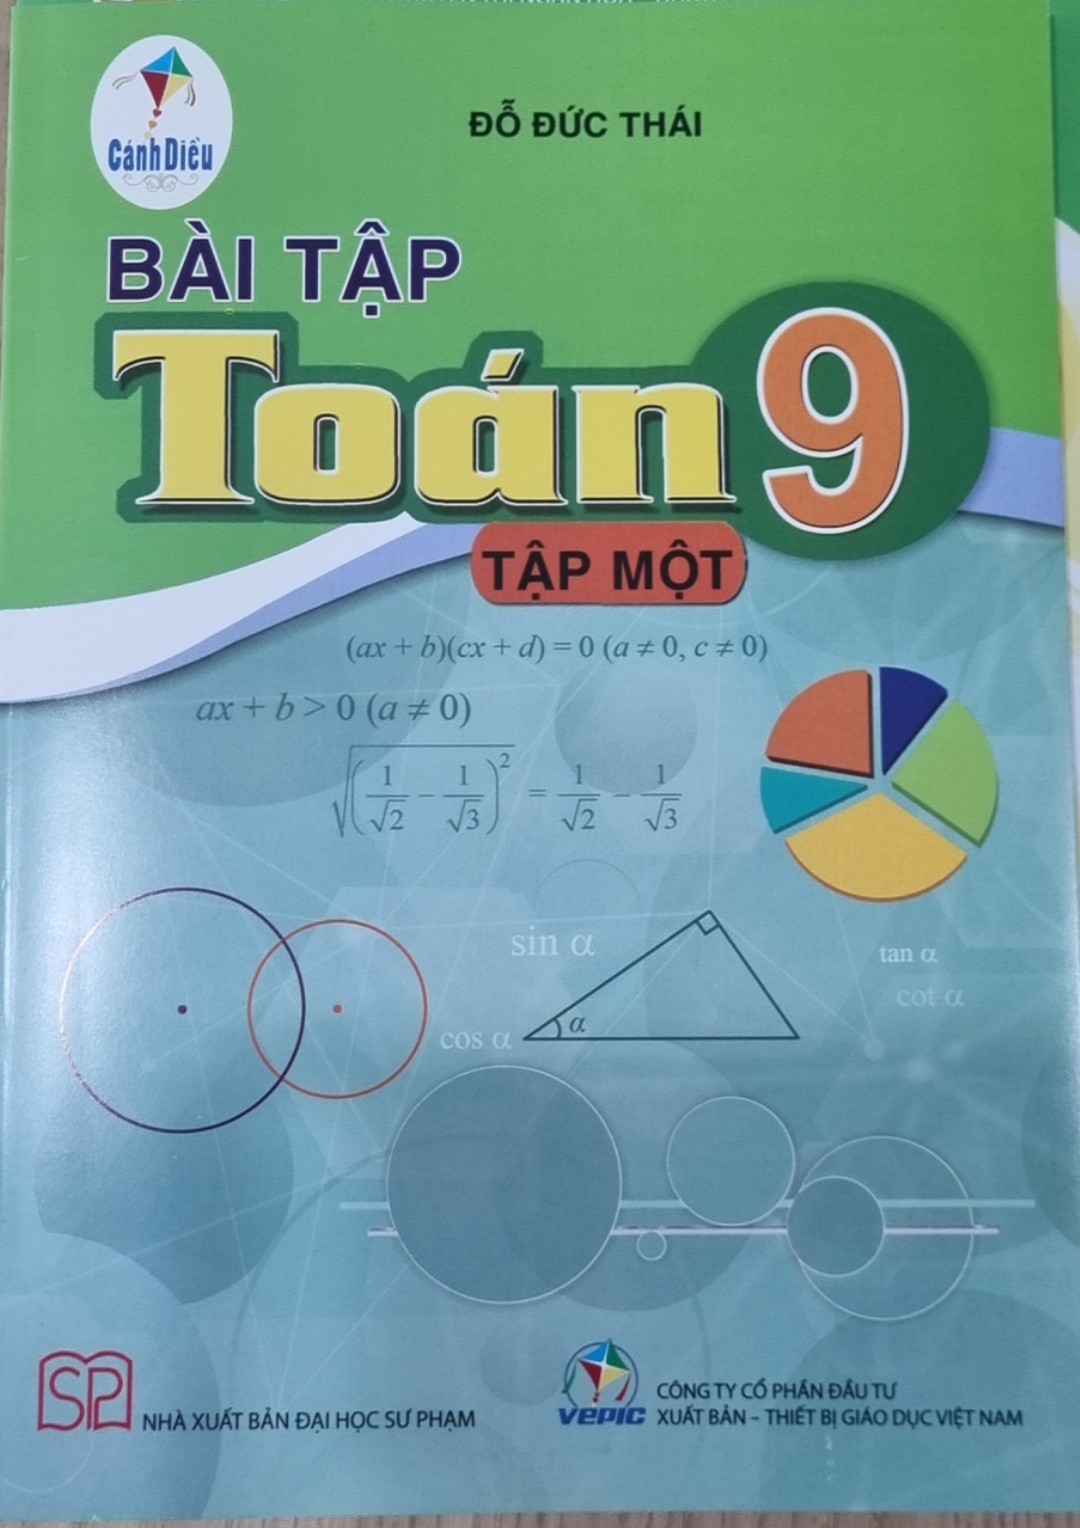 Cánh Diều
ĐỖ ĐỨC THÁI
BÀI TẬP
Toán 9
TẬP MỘT
(ax + b)(cx + d) = 0 (a ≠ 0, c ≠ 0)
ax + b > 0 (a ≠ 0)
√((1/√2 − 1/√3)²) = 1/√2 − 1/√3
sin α
tan α
cot α
cos α
α
SP
NHÀ XUẤT BẢN ĐẠI HỌC SƯ PHẠM
VEPIC
CÔNG TY CỔ PHẦN ĐẦU TƯ
XUẤT BẢN – THIẾT BỊ GIÁO DỤC VIỆT NAM